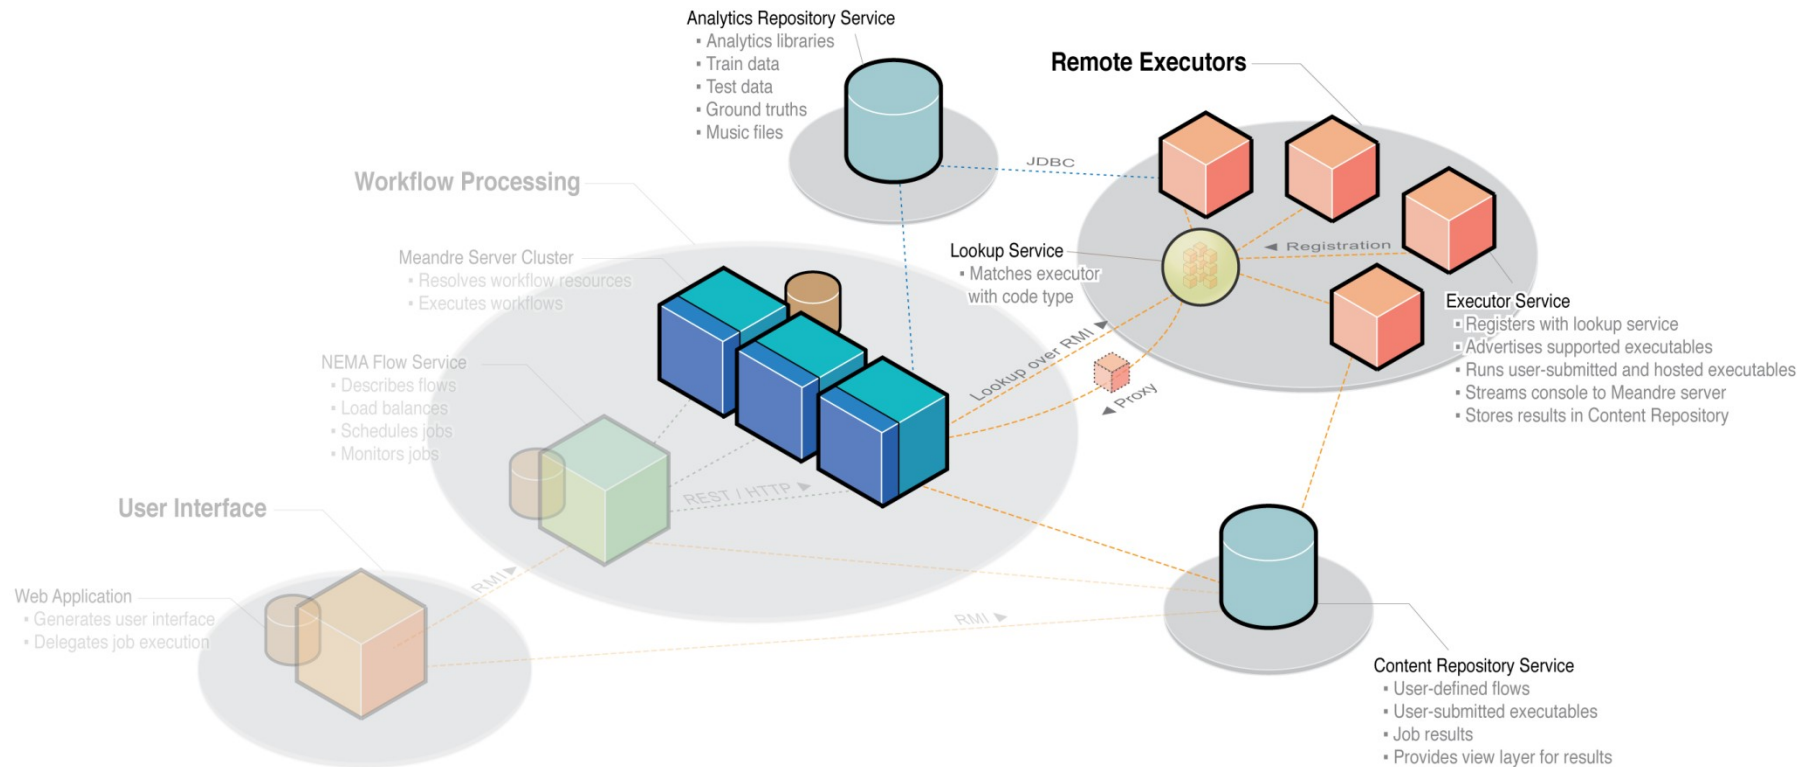 Analytics Repository Service
▪ Analytics libraries
▪ Train data
▪ Test data
▪ Ground truths
▪ Music files
Remote Executors
JDBC
Workflow Processing
Meandre Server Cluster
▪ Resolves workflow resources
▪ Executes workflows
Lookup Service
▪ Matches executor
with code type
◀ Registration
Executor Service
▪ Registers with lookup service
▪ Advertises supported executables
▪ Runs user-submitted and hosted executables
▪ Streams console to Meandre server
▪ Stores results in Content Repository
Lookup over RMI ▶
◀ Proxy
NEMA Flow Service
▪ Describes flows
▪ Load balances
▪ Schedules jobs
▪ Monitors jobs
REST / HTTP ▶
User Interface
RMI ▶
Web Application
▪ Generates user interface
▪ Delegates job execution
RMI ▶
Content Repository Service
▪ User-defined flows
▪ User-submitted executables
▪ Job results
▪ Provides view layer for results